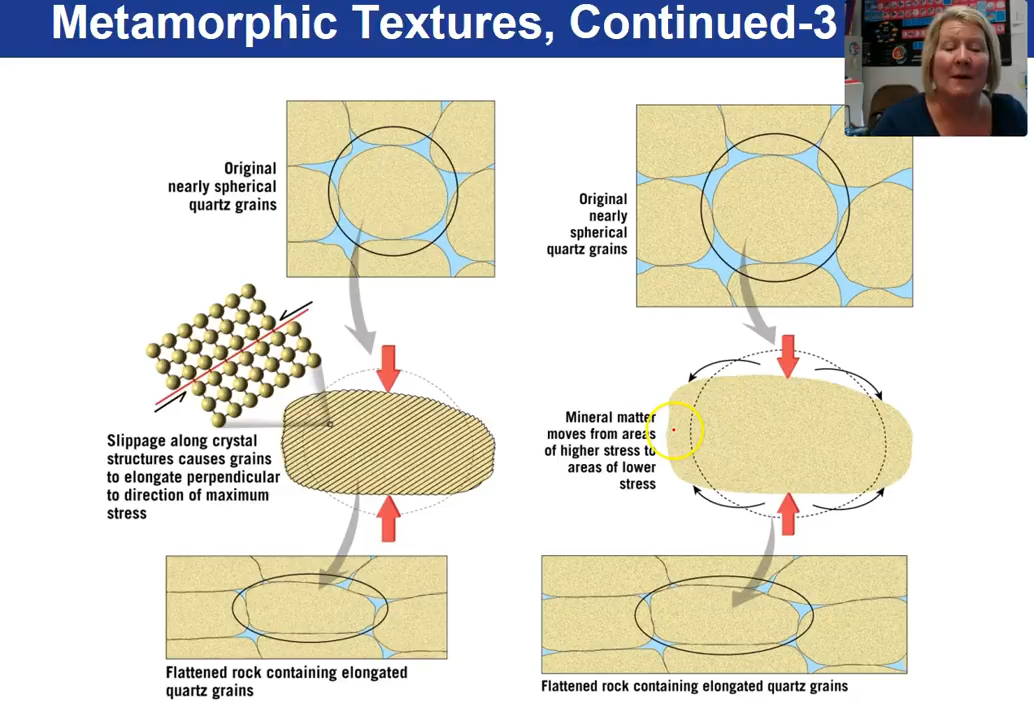 Metamorphic Textures, Continued-3
Original
nearly spherical
quartz grains
Slippage along crystal
structures causes grains
to elongate perpendicular
to direction of maximum
stress
Flattened rock containing elongated
quartz grains
Original
nearly
spherical
quartz grains
Mineral matter
moves from areas
of higher stress to
areas of lower
stress
Flattened rock containing elongated quartz grains